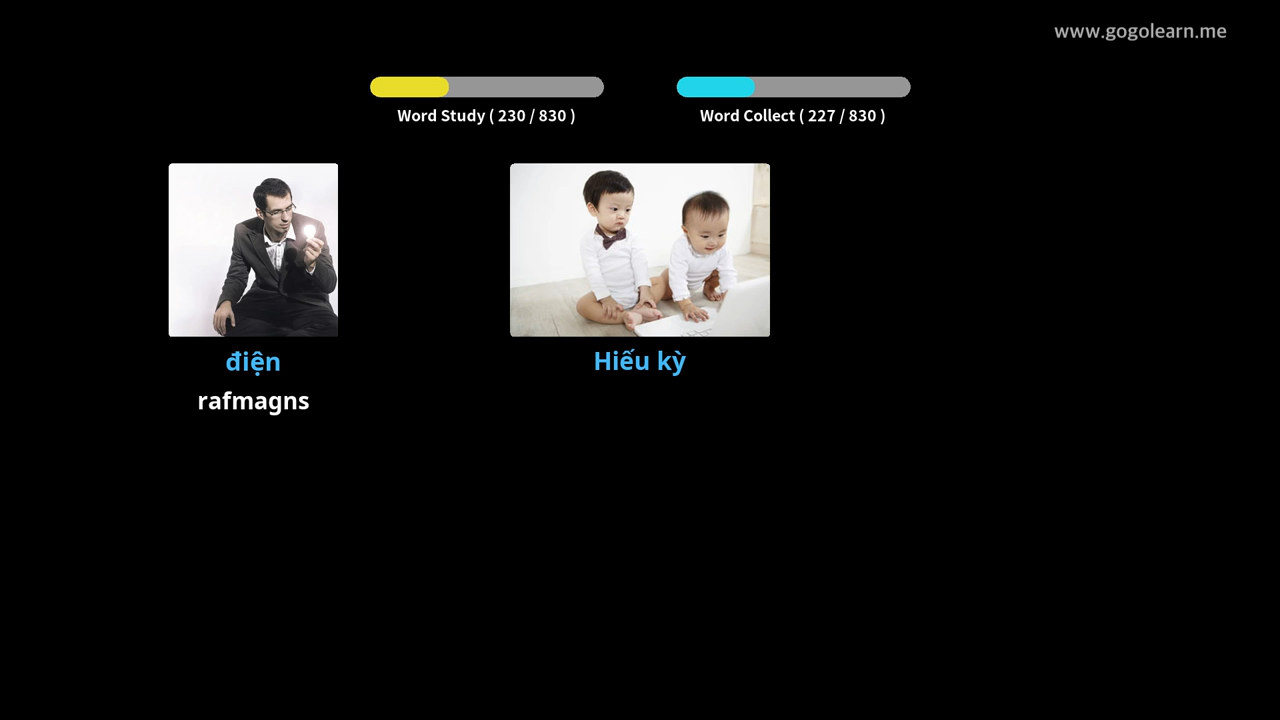 www.gogolearn.me
Word Study ( 230 / 830 )
Word Collect ( 227 / 830 )
điện
rafmagns
Hiếu kỳ